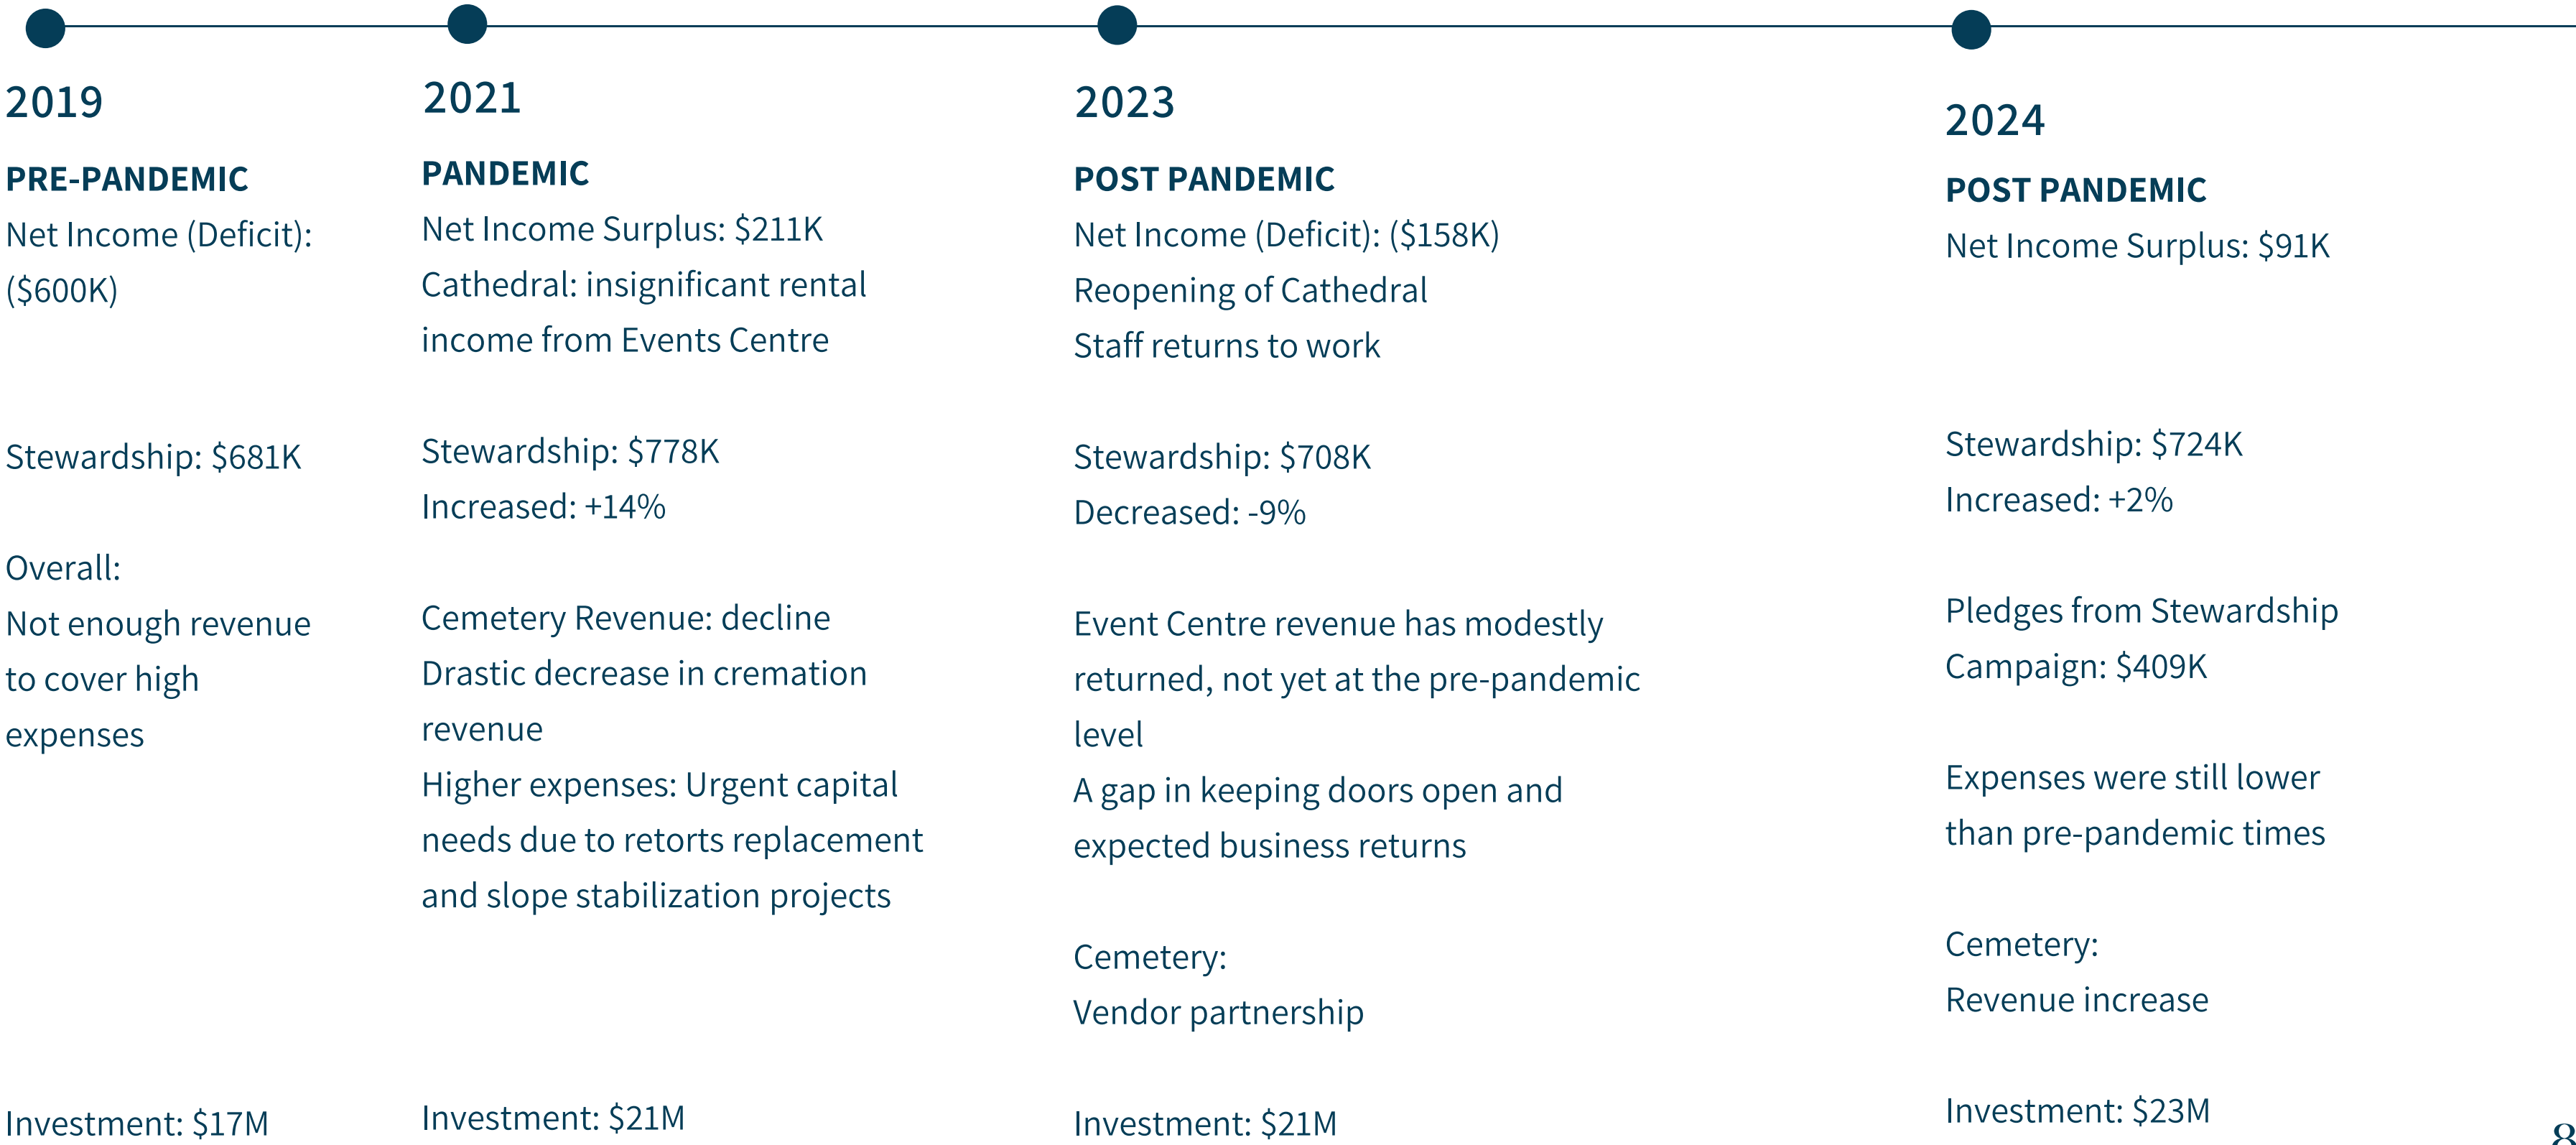 2019
PRE-PANDEMIC
Net Income (Deficit):
($600K)
Stewardship: $681K
Overall:
Not enough revenue
to cover high
expenses
Investment: $17M
2021
PANDEMIC
Net Income Surplus: $211K
Cathedral: insignificant rental
income from Events Centre
Stewardship: $778K
Increased: +14%
Cemetery Revenue: decline
Drastic decrease in cremation
revenue
Higher expenses: Urgent capital
needs due to retorts replacement
and slope stabilization projects
Investment: $21M
2023
POST PANDEMIC
Net Income (Deficit): ($158K)
Reopening of Cathedral
Staff returns to work
Stewardship: $708K
Decreased: -9%
Event Centre revenue has modestly
returned, not yet at the pre-pandemic
level
A gap in keeping doors open and
expected business returns
Cemetery:
Vendor partnership
Investment: $21M
2024
POST PANDEMIC
Net Income Surplus: $91K
Stewardship: $724K
Increased: +2%
Pledges from Stewardship
Campaign: $409K
Expenses were still lower
than pre-pandemic times
Cemetery:
Revenue increase
Investment: $23M